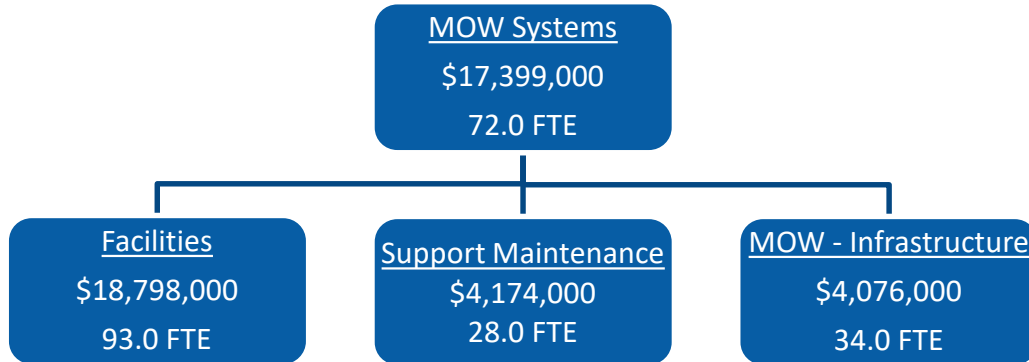 MOW Systems
$17,399,000
72.0 FTE
Facilities
$18,798,000
93.0 FTE
Support Maintenance
$4,174,000
28.0 FTE
MOW - Infrastructure
$4,076,000
34.0 FTE